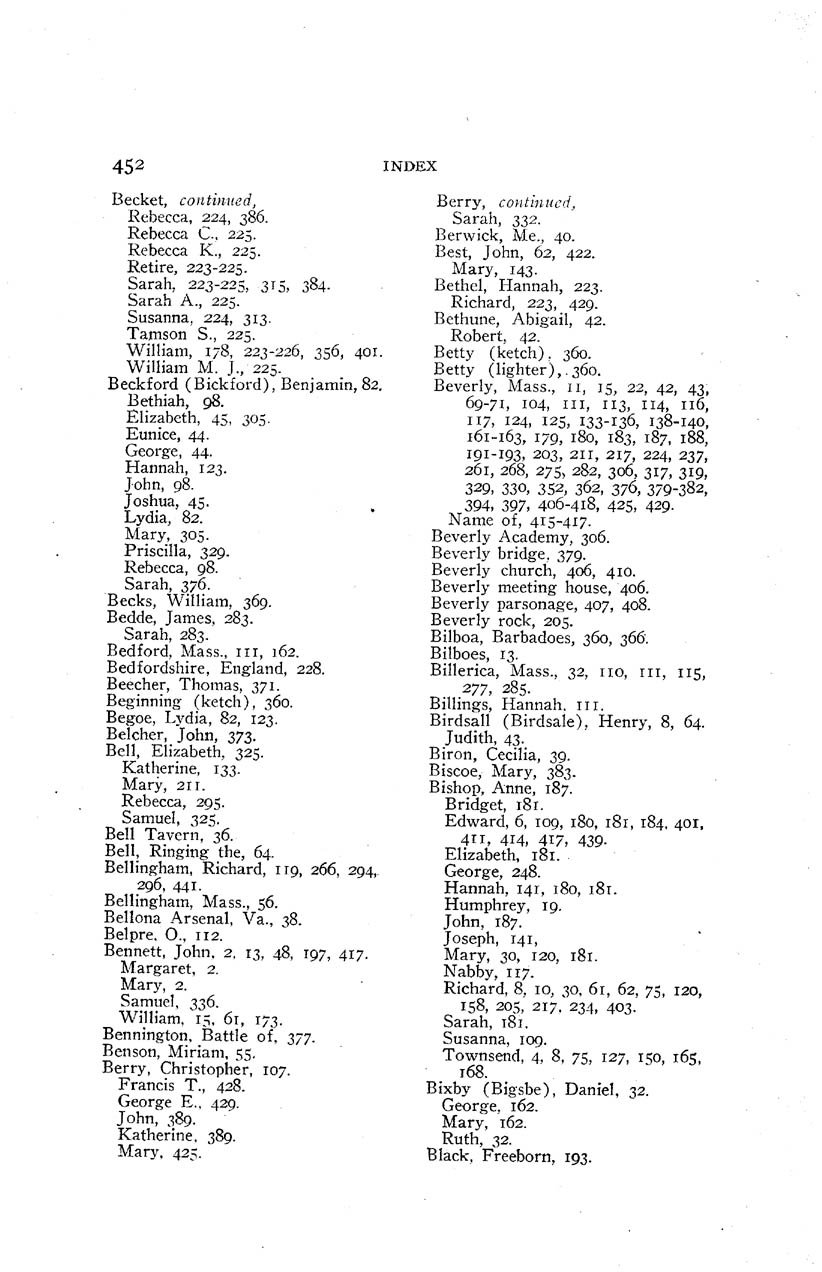 452
INDEX
Becket, continued,
Rebecca, 224, 386.
Rebecca C., 225.
Rebecca K., 225.
Retire, 223-225.
Sarah, 223-225, 315, 384.
Sarah A., 225.
Susanna, 224, 313.
Tamson S., 225.
William, 178, 223-226, 356, 401.
William M. J., 225.
Beckford (Bickford), Benjamin, 82.
Bethiah, 98.
Elizabeth, 45, 305.
Eunice, 44.
George, 44.
Hannah, 123.
John, 98.
Joshua, 45.
Lydia, 82.
Mary, 305.
Priscilla, 329.
Rebecca, 98.
Sarah, 376.
Becks, William, 369.
Bedde, James, 283.
Sarah, 283.
Bedford, Mass., 111, 162.
Bedfordshire, England, 228.
Beecher, Thomas, 371.
Beginning (ketch), 360.
Begoe, Lydia, 82, 123.
Belcher, John, 373.
Bell, Elizabeth, 325.
Katherine, 133.
Mary, 211.
Rebecca, 295.
Samuel, 325.
Bell Tavern, 36.
Bell, Ringing the, 64.
Bellingham, Richard, 119, 266, 294,
296, 441.
Bellingham, Mass., 56.
Bellona Arsenal, Va., 38.
Belpre, O., 112.
Bennett, John, 2, 13, 48, 197, 417.
Margaret, 2.
Mary, 2.
Samuel, 336.
William, 15, 61, 173.
Bennington, Battle of, 377.
Benson, Miriam, 55.
Berry, Christopher, 107.
Francis T., 428.
George E., 429.
John, 389.
Katherine, 389.
Mary, 425.
Berry, continued,
Sarah, 332.
Berwick, Me., 40.
Best, John, 62, 422.
Mary, 143.
Bethel, Hannah, 223.
Richard, 223, 429.
Bethune, Abigail, 42.
Robert, 42.
Betty (ketch), 360.
Betty (lighter), 360.
Beverly, Mass., 11, 15, 22, 42, 43,
69-71, 104, 111, 113, 114, 116,
117, 124, 125, 133-136, 138-140,
161-163, 179, 180, 183, 187, 188,
191-193, 203, 211, 217, 224, 237,
261, 268, 275, 282, 306, 317, 319,
329, 330, 352, 362, 376, 379-382,
394, 397, 406-418, 425, 429.
Name of, 415-417.
Beverly Academy, 306.
Beverly bridge, 379.
Beverly church, 406, 410.
Beverly meeting house, 406.
Beverly parsonage, 407, 408.
Beverly rock, 205.
Bilboa, Barbadoes, 360, 366.
Bilboes, 13.
Billerica, Mass., 32, 110, 111, 115,
277, 285.
Billings, Hannah, 111.
Birdsall (Birdsale), Henry, 8, 64.
Judith, 43.
Biron, Cecilia, 39.
Biscoe, Mary, 383.
Bishop, Anne, 187.
Bridget, 181.
Edward, 6, 109, 180, 181, 184, 401,
411, 414, 417, 439.
Elizabeth, 181.
George, 248.
Hannah, 141, 180, 181.
Humphrey, 19.
John, 187.
Joseph, 141,
Mary, 30, 120, 181.
Nabby, 117.
Richard, 8, 10, 30, 61, 62, 75, 120,
158, 205, 217, 234, 403.
Sarah, 181.
Susanna, 109.
Townsend, 4, 8, 75, 127, 150, 165,
168.
Bixby (Bigsbe), Daniel, 32.
George, 162.
Mary, 162.
Ruth, 32.
Black, Freeborn, 193.